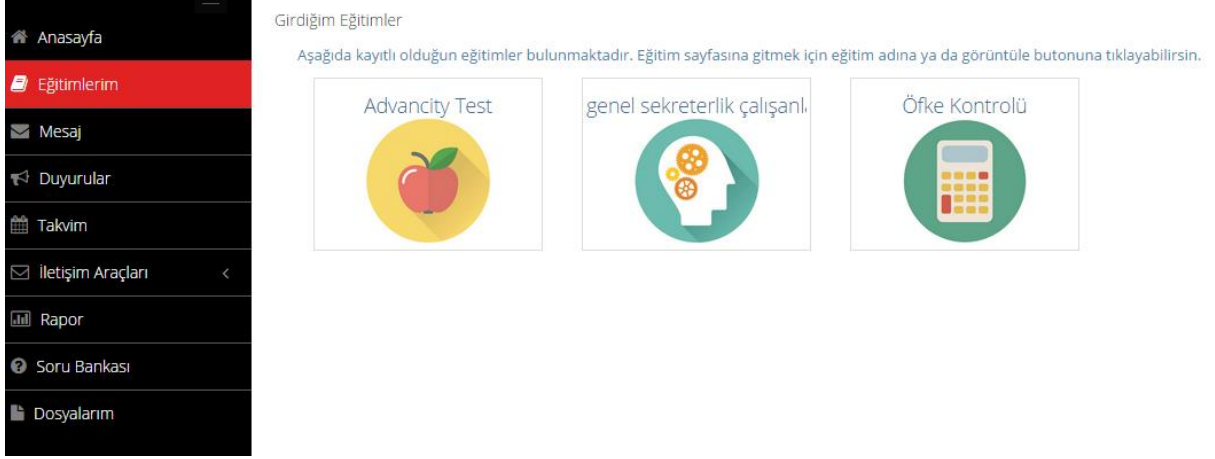 Anasayfa
Eğitimlerim
Mesaj
Duyurular
Takvim
İletişim Araçları
Rapor
Soru Bankası
Dosyalarım
Girdiğim Eğitimler
Aşağıda kayıtlı olduğun eğitimler bulunmaktadır. Eğitim sayfasına gitmek için eğitim adına ya da görüntüle butonuna tıklayabilirsin.
Advancity Test
genel sekreterlik çalışanla
Öfke Kontrolü